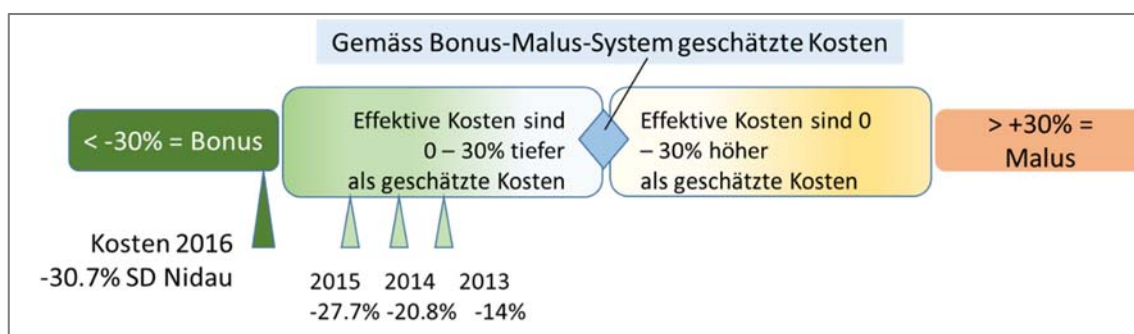 Gemäss Bonus-Malus-System geschätzte Kosten
< -30% = Bonus
Effektive Kosten sind
0 – 30% tiefer
als geschätzte Kosten
Effektive Kosten sind 0
– 30% höher
als geschätzte Kosten
> +30% =
Malus
Kosten 2016
-30.7% SD Nidau
2015 2014 2013
-27.7% -20.8% -14%